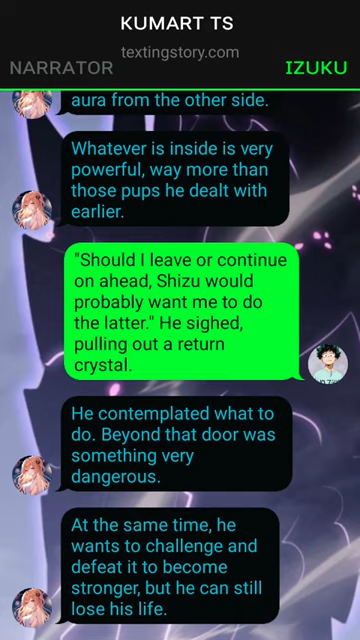 KUMART TS
textingstory.com
NARRATOR
IZUKU
aura from the other side.
Whatever is inside is very
powerful, way more than
those pups he dealt with
earlier.
"Should I leave or continue
on ahead, Shizu would
probably want me to do
the latter." He sighed,
pulling out a return
crystal.
He contemplated what to
do. Beyond that door was
something very
dangerous.
At the same time, he
wants to challenge and
defeat it to become
stronger, but he can still
lose his life.